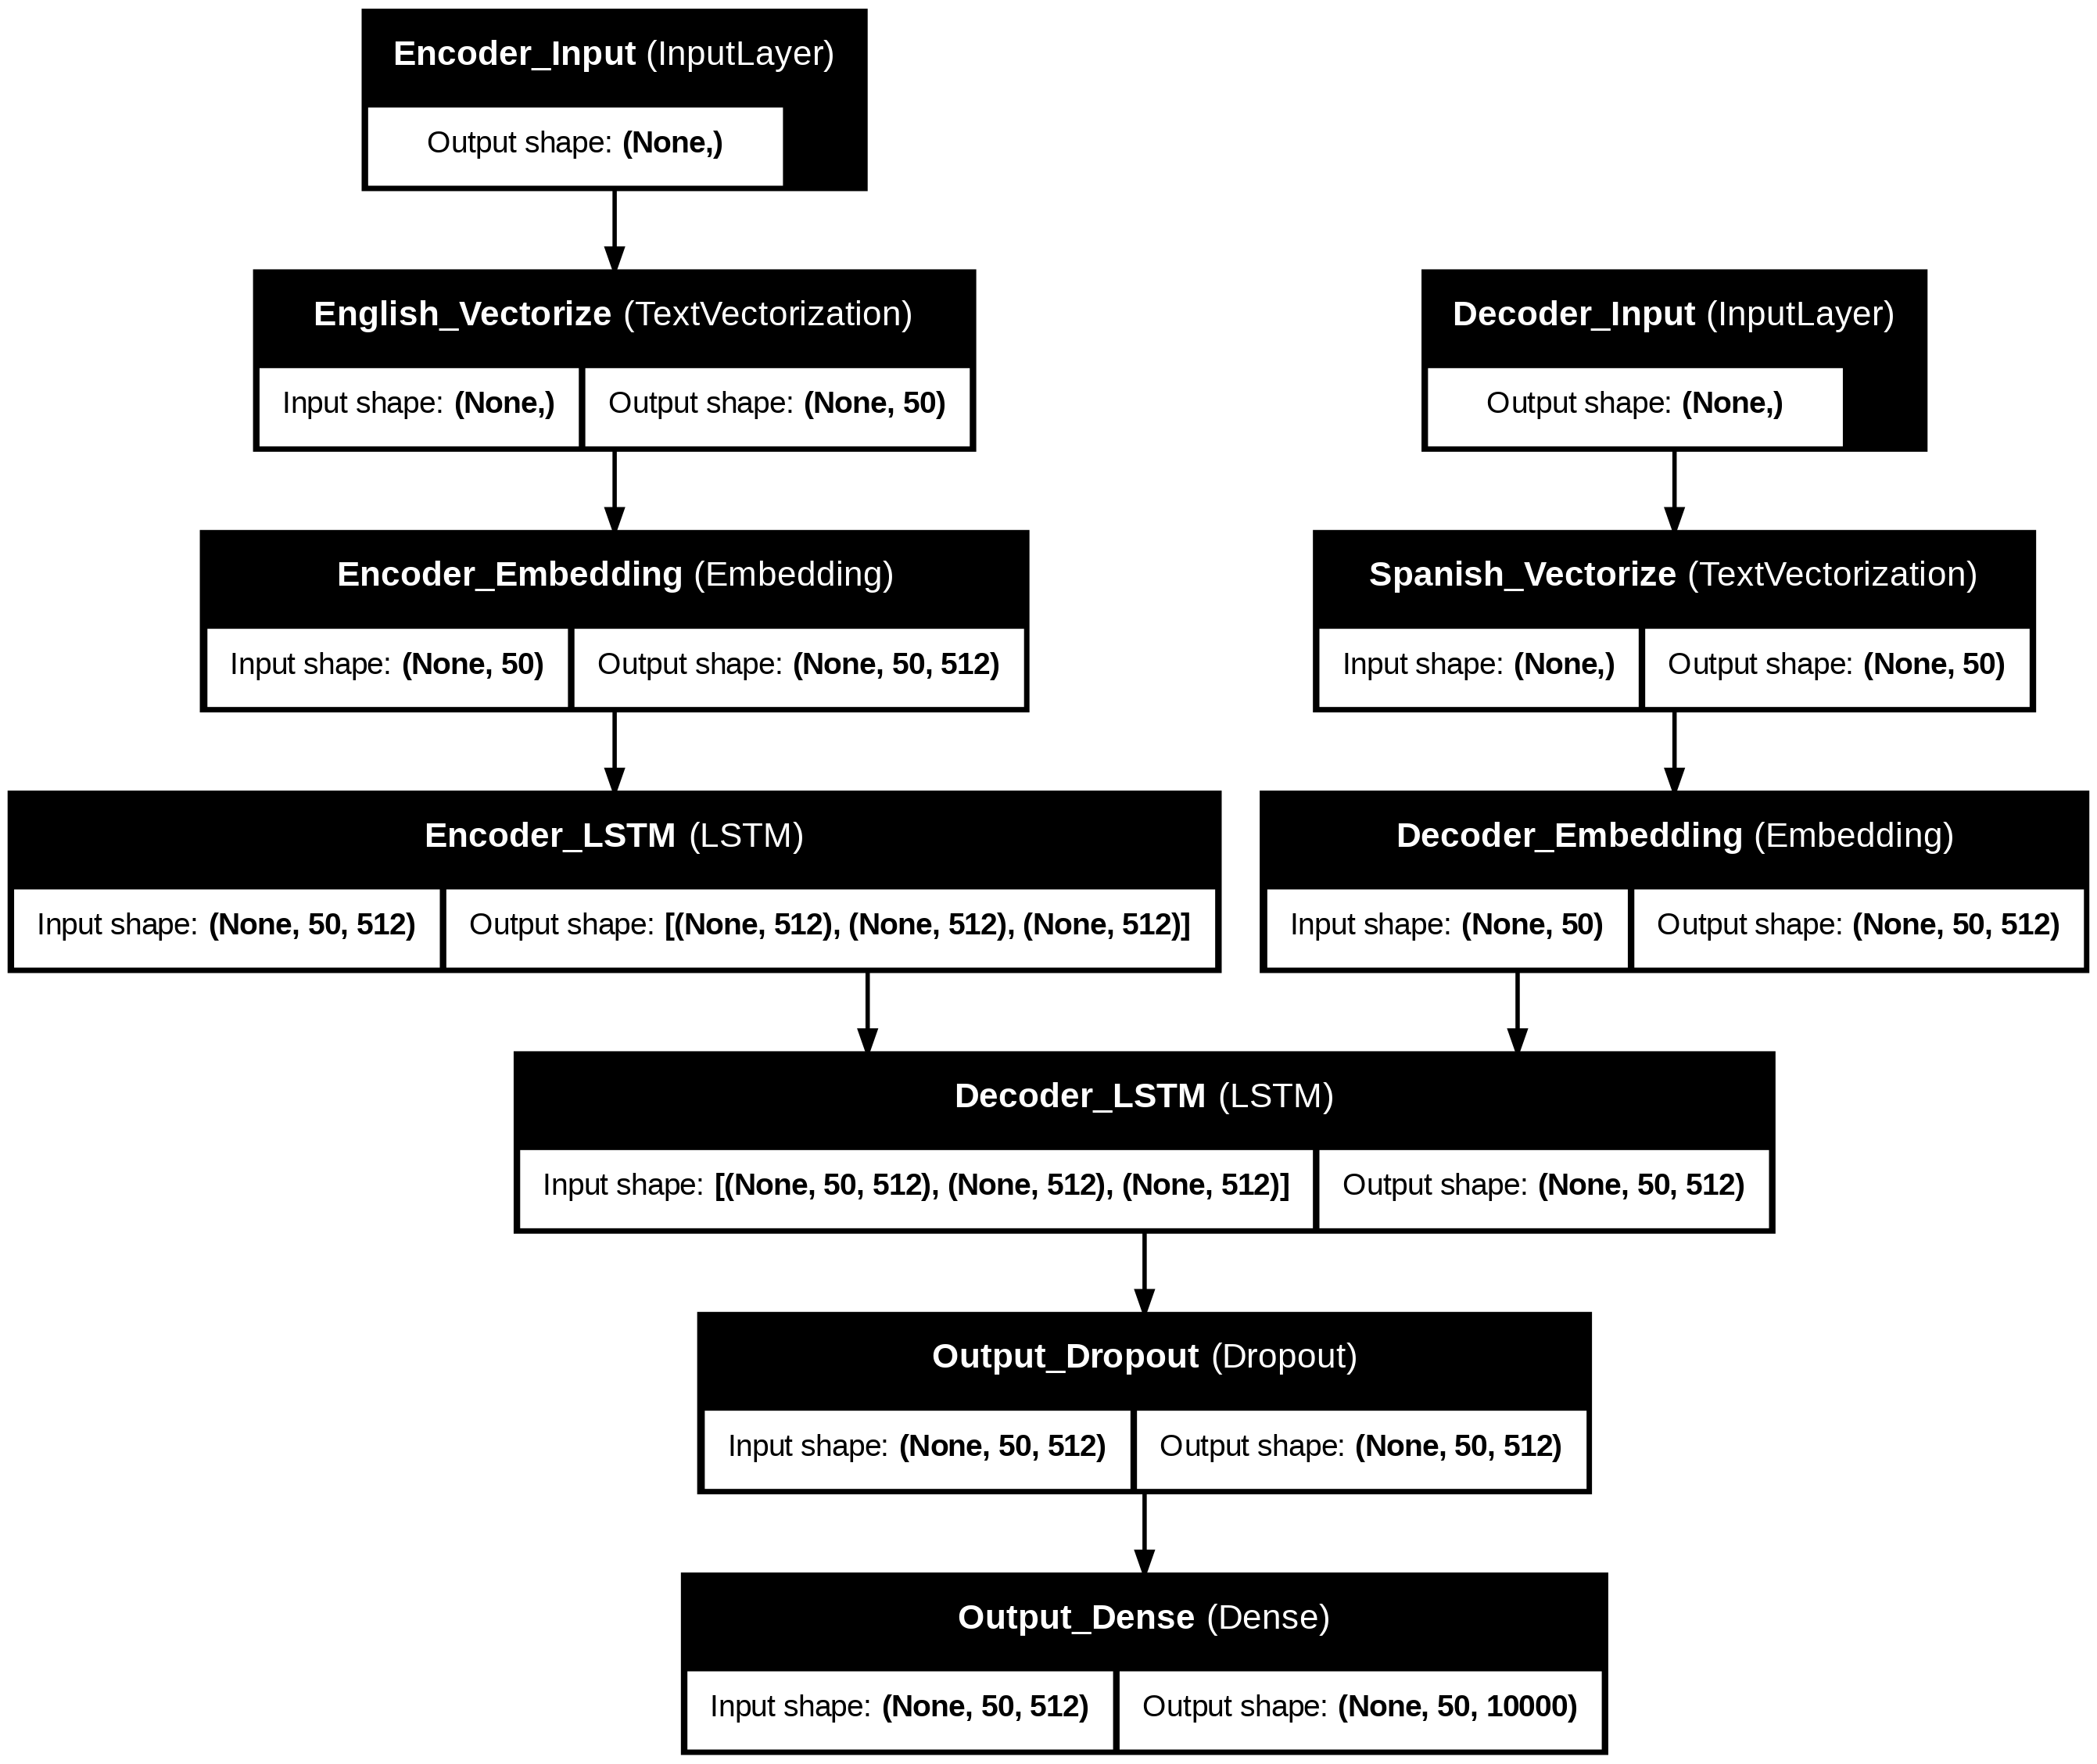 Encoder_Input (InputLayer)
Output shape: (None,)
English_Vectorize (TextVectorization)
Input shape: (None,)
Output shape: (None, 50)
Decoder_Input (InputLayer)
Output shape: (None,)
Encoder_Embedding (Embedding)
Input shape: (None, 50)
Output shape: (None, 50, 512)
Spanish_Vectorize (TextVectorization)
Input shape: (None,)
Output shape: (None, 50)
Encoder_LSTM (LSTM)
Input shape: (None, 50, 512)
Output shape: [(None, 512), (None, 512), (None, 512)]
Decoder_Embedding (Embedding)
Input shape: (None, 50)
Output shape: (None, 50, 512)
Decoder_LSTM (LSTM)
Input shape: [(None, 50, 512), (None, 512), (None, 512)]
Output shape: (None, 50, 512)
Output_Dropout (Dropout)
Input shape: (None, 50, 512)
Output shape: (None, 50, 512)
Output_Dense (Dense)
Input shape: (None, 50, 512)
Output shape: (None, 50, 10000)